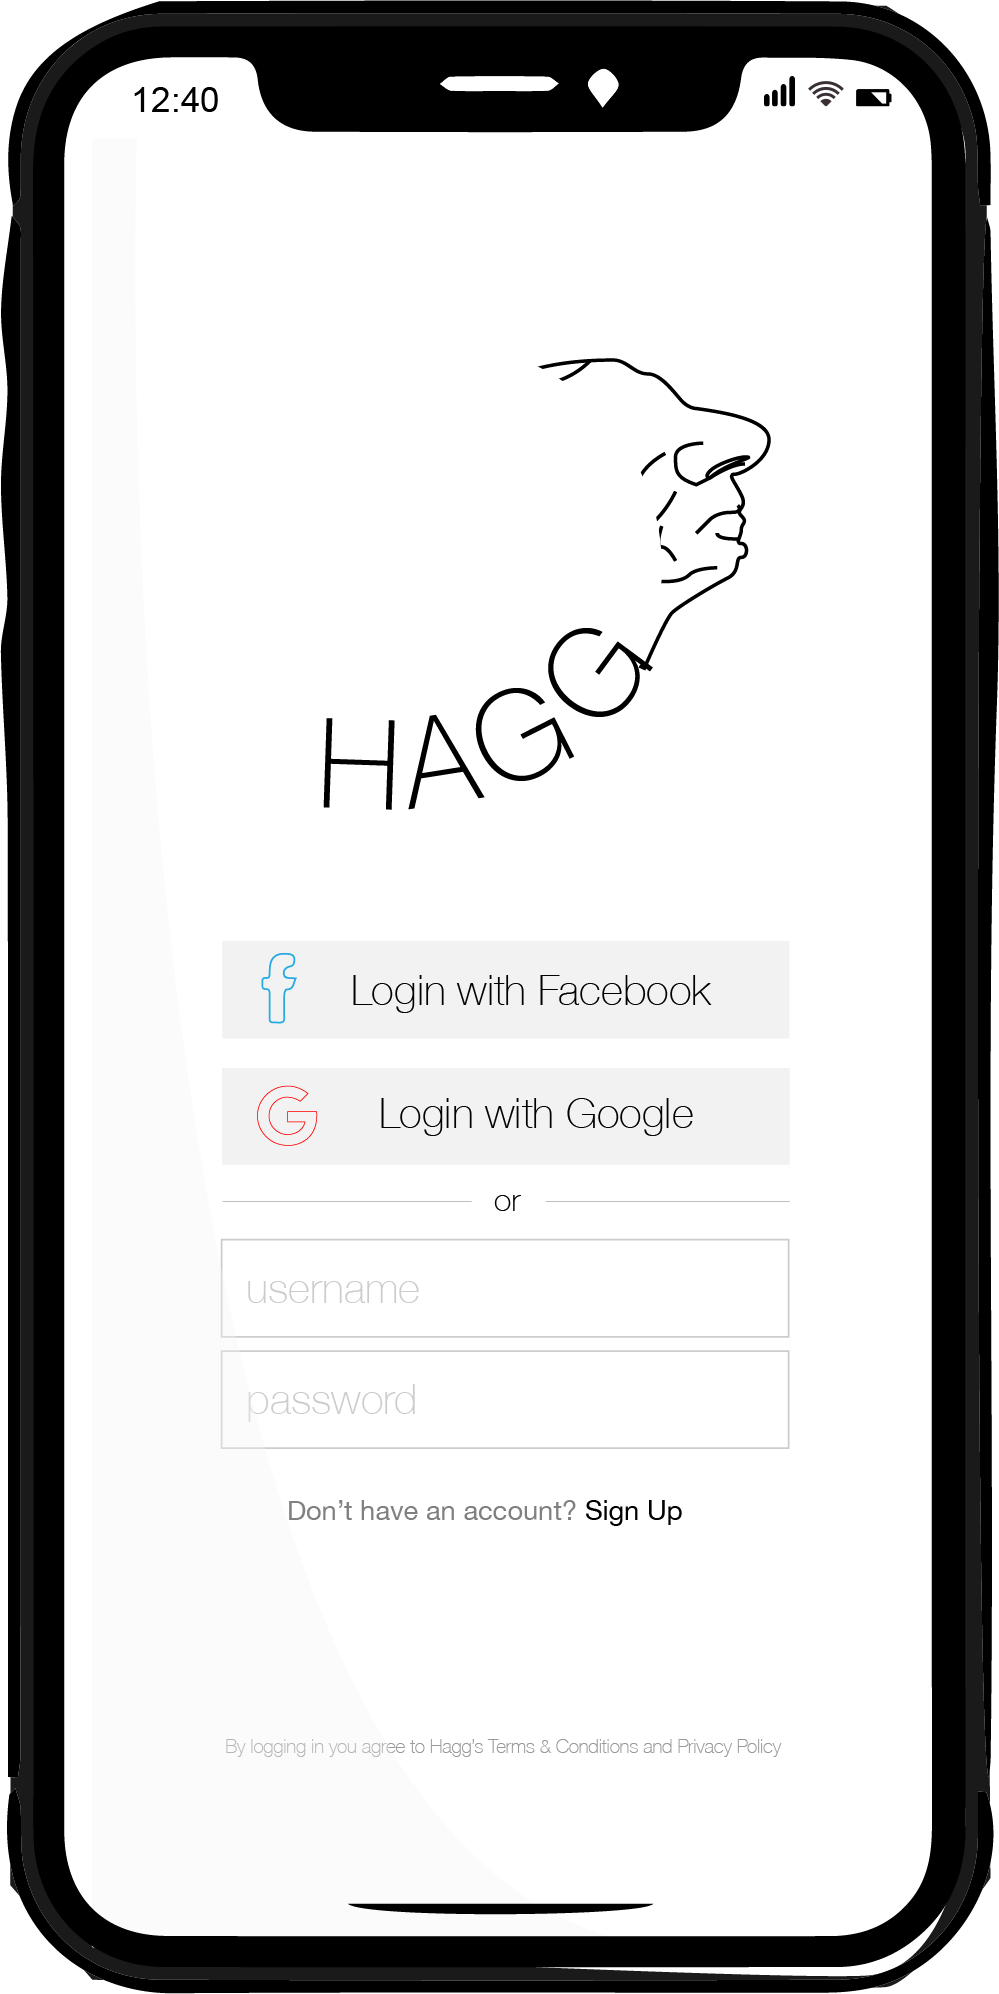 12:40
HAGG
Login with Facebook
Login with Google
or
username
password
Don’t have an account? Sign Up
By logging in you agree to Hagg's Terms & Conditions and Privacy Policy